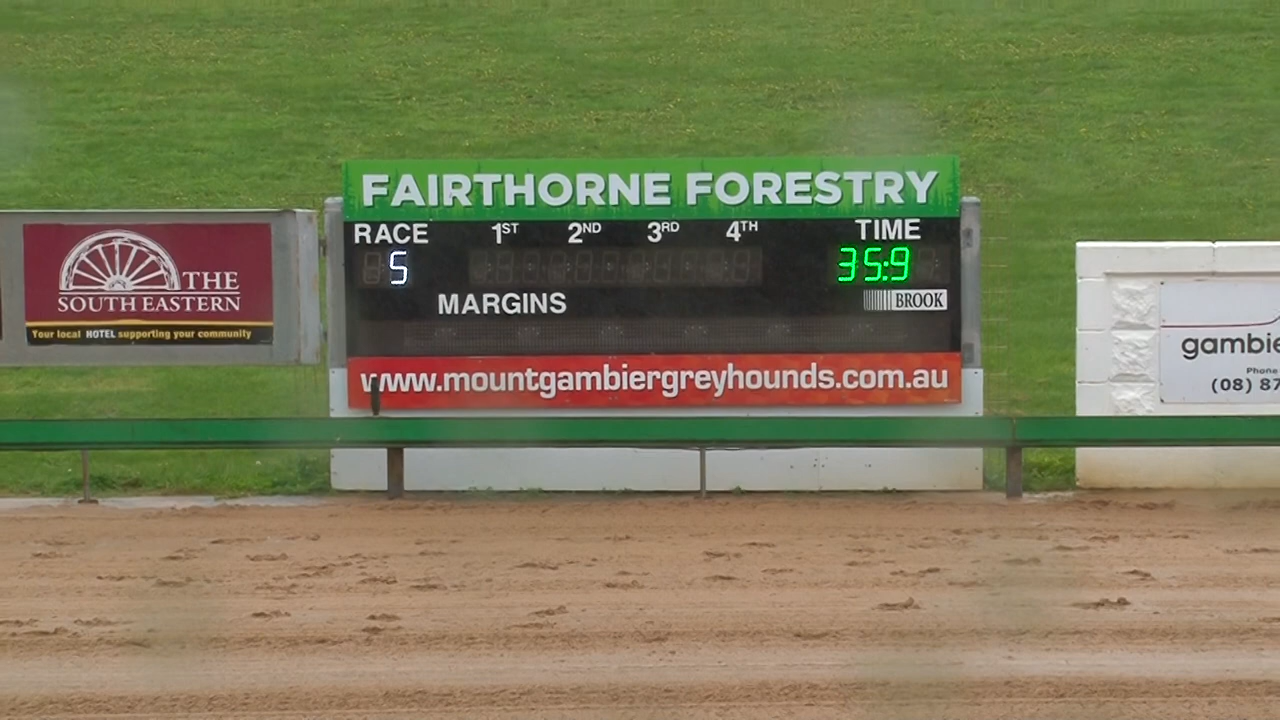 FAIRTHORNE FORESTRY
RACE 1ST 2ND 3RD 4TH TIME
5 35:9
MARGINS BROOK
www.mountgambiergreyhounds.com.au
THE
SOUTH EASTERN
Your local HOTEL supporting your community
gambie
Phone
(08) 87